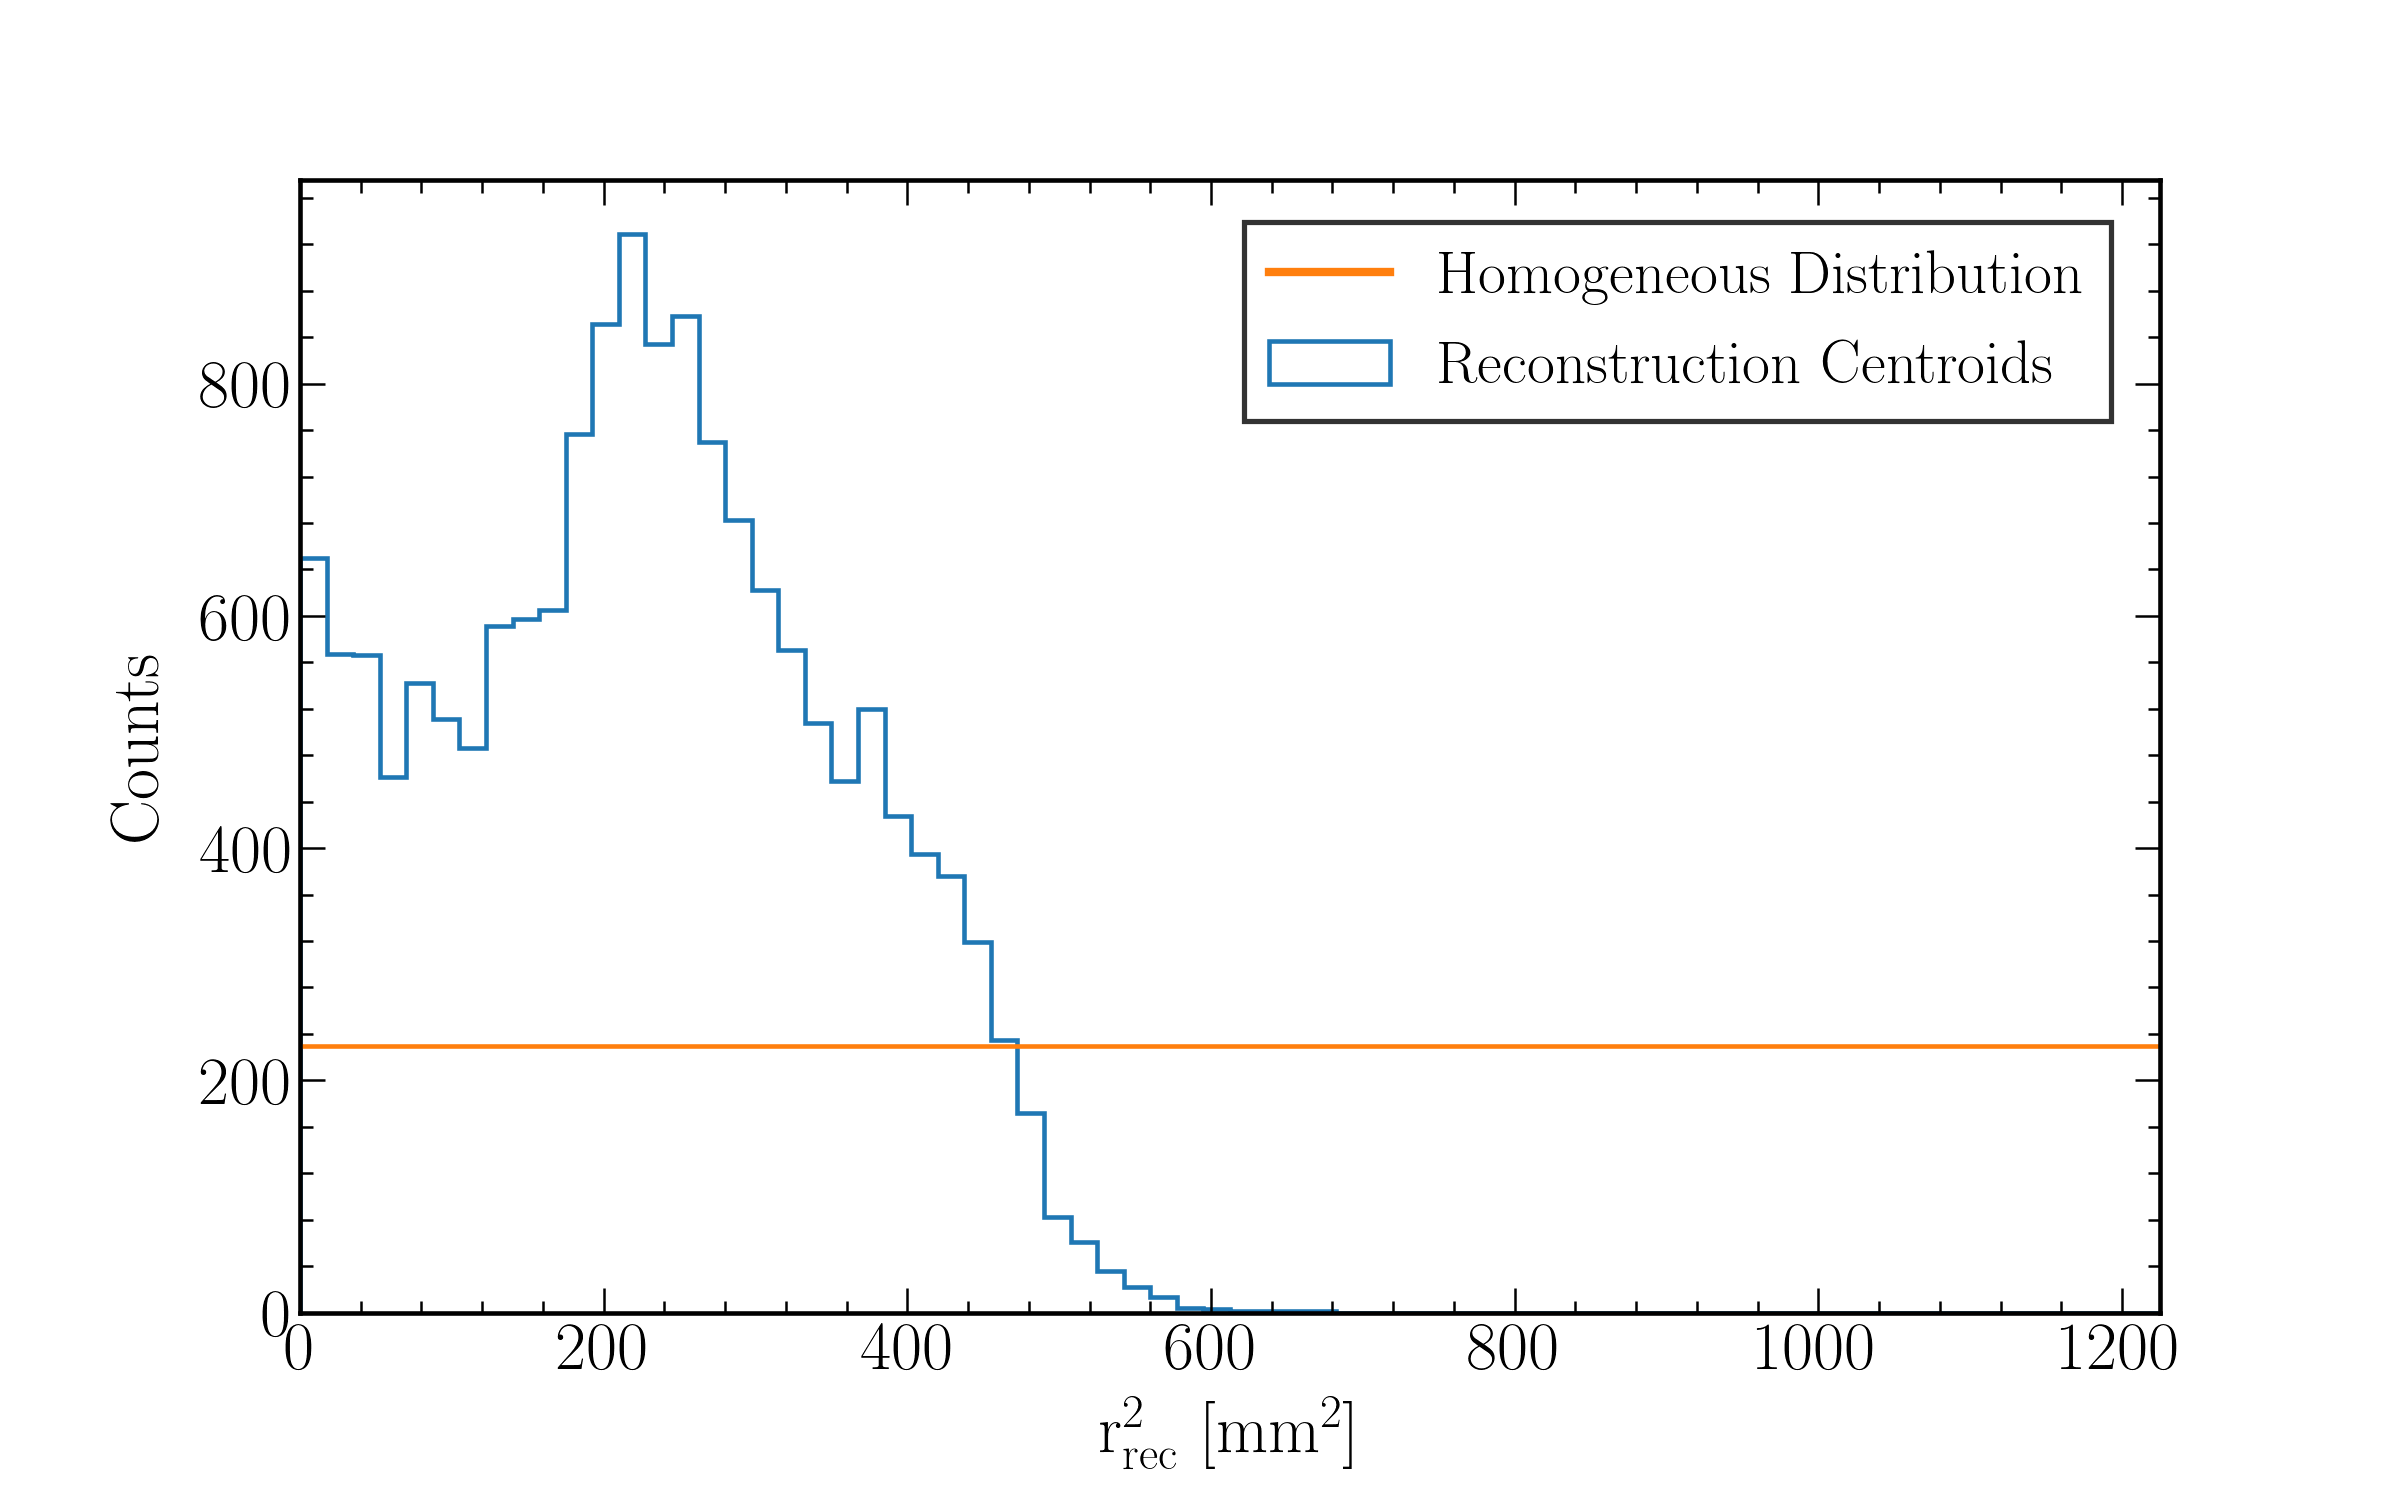 Homogeneous Distribution
Reconstruction Centroids
Counts
800
600
400
200
0
0 200 400 600 800 1000 1200
r²rec [mm²]